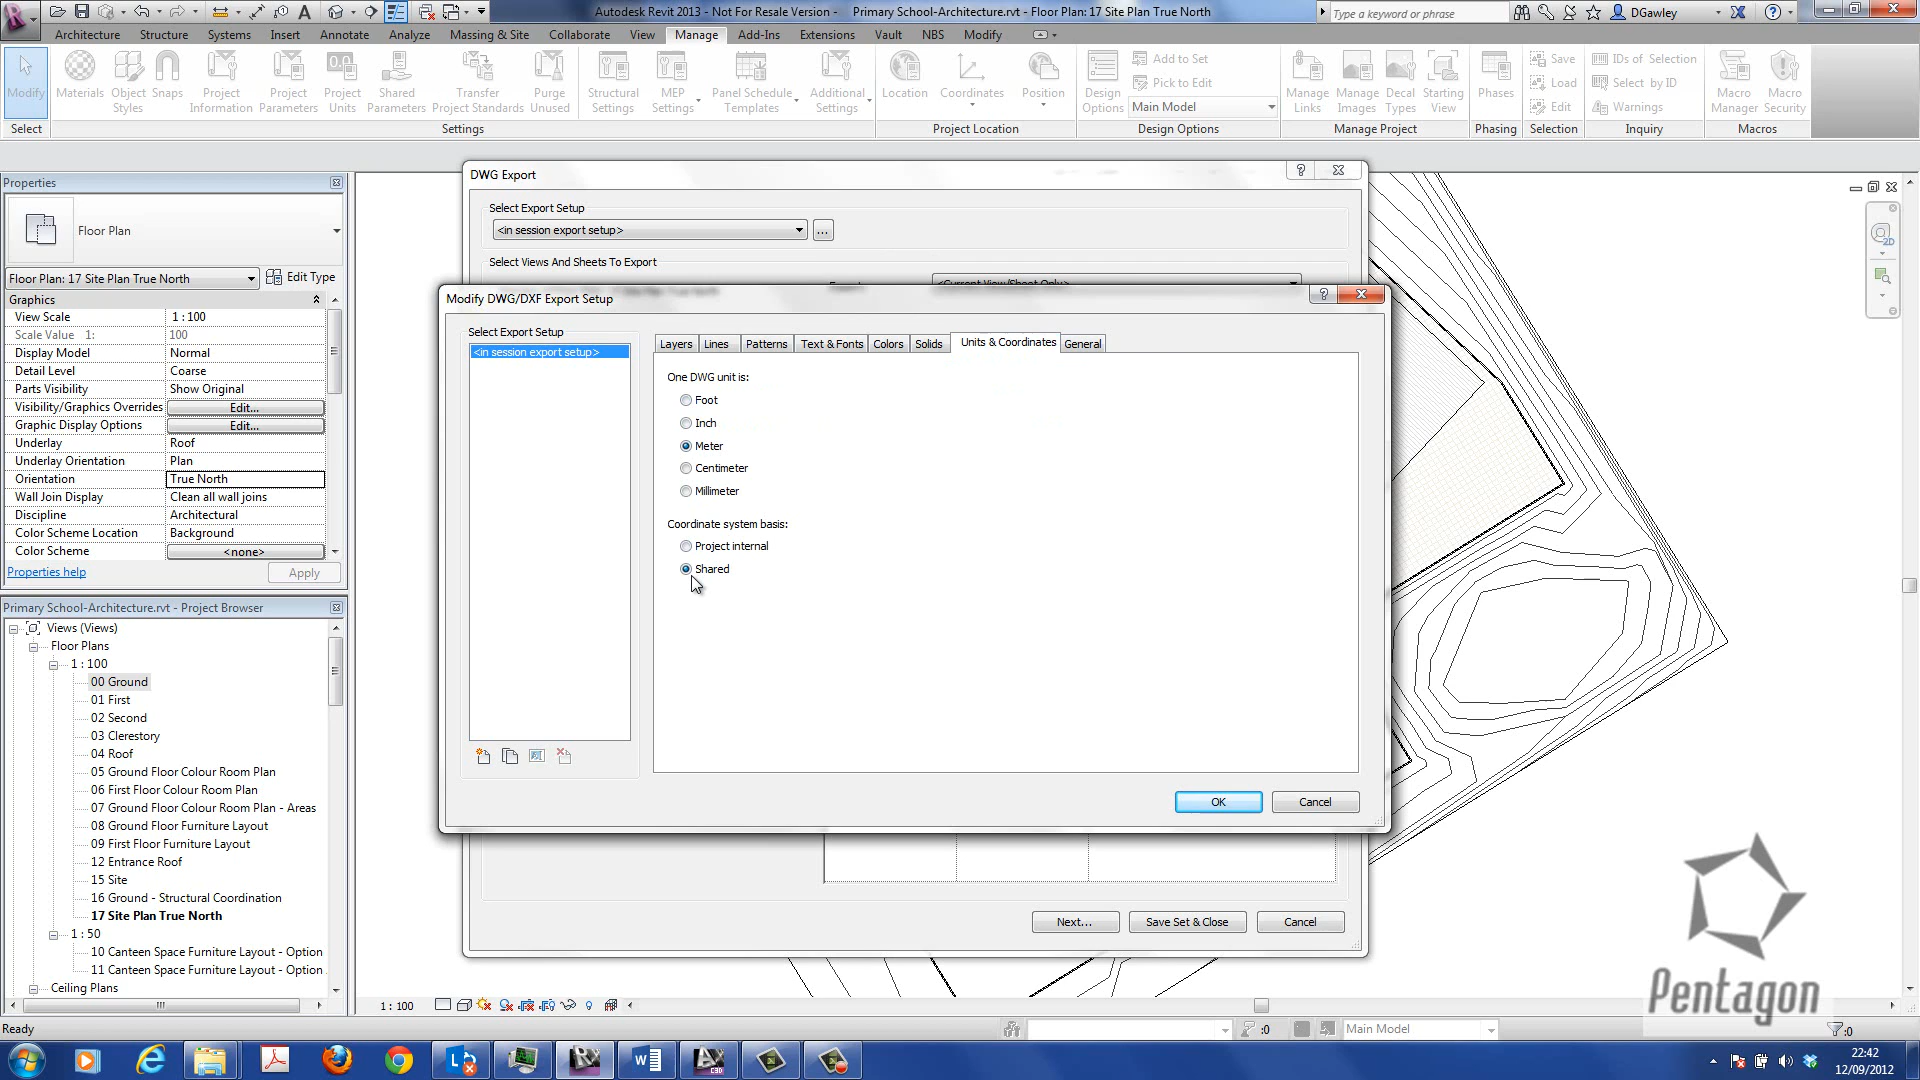 Autodesk Revit 2013 - Not For Resale Version - Primary School-Architecture.rvt - Floor Plan: 17 Site Plan True North
Type a keyword or phrase
DGawley
Architecture Structure Systems Insert Annotate Analyze Massing & Site Collaborate View Manage Add-Ins Extensions Vault NBS Modify
Modify
Materials
Object Styles
Snaps
Project Information
Project Parameters
Project Units
Shared Parameters
Transfer Project Standards
Purge Unused
Structural Settings
MEP Settings
Panel Schedule Templates
Additional Settings
Location
Coordinates
Position
Design Options
Add to Set
Pick to Edit
Main Model
Manage Links
Manage Images
Decal Types
Starting View
Phases
Save
Load
Edit
IDs of Selection
Select by ID
Warnings
Macro Manager
Macro Security
Select Settings Project Location Design Options Manage Project Phasing Selection Inquiry Macros
Properties
Floor Plan
Floor Plan: 17 Site Plan True North Edit Type
Graphics
View Scale 1 : 100
Scale Value 1: 100
Display Model Normal
Detail Level Coarse
Parts Visibility Show Original
Visibility/Graphics Overrides Edit...
Graphic Display Options Edit...
Underlay Roof
Underlay Orientation Plan
Orientation True North
Wall Join Display Clean all wall joins
Discipline Architectural
Color Scheme Location Background
Color Scheme <none>
Properties help Apply
Primary School-Architecture.rvt - Project Browser
Views (Views)
Floor Plans
1 : 100
00 Ground
01 First
02 Second
03 Clerestory
04 Roof
05 Ground Floor Colour Room Plan
06 First Floor Colour Room Plan
07 Ground Floor Colour Room Plan - Areas
08 Ground Floor Furniture Layout
09 First Floor Furniture Layout
12 Entrance Roof
15 Site
16 Ground - Structural Coordination
17 Site Plan True North
1 : 50
10 Canteen Space Furniture Layout - Option
11 Canteen Space Furniture Layout - Option
Ceiling Plans
DWG Export
Select Export Setup
<in session export setup>
...
Select Views And Sheets To Export
<Current View/Sheet Only>
Modify DWG/DXF Export Setup
Select Export Setup
<in session export setup>
Layers Lines Patterns Text & Fonts Colors Solids Units & Coordinates General
One DWG unit is:
Foot
Inch
Meter
Centimeter
Millimeter
Coordinate system basis:
Project internal
Shared
OK Cancel
Next... Save Set & Close Cancel
2D
Pentagon
1 : 100
Ready
:0
Main Model
:0
22:42
12/09/2012